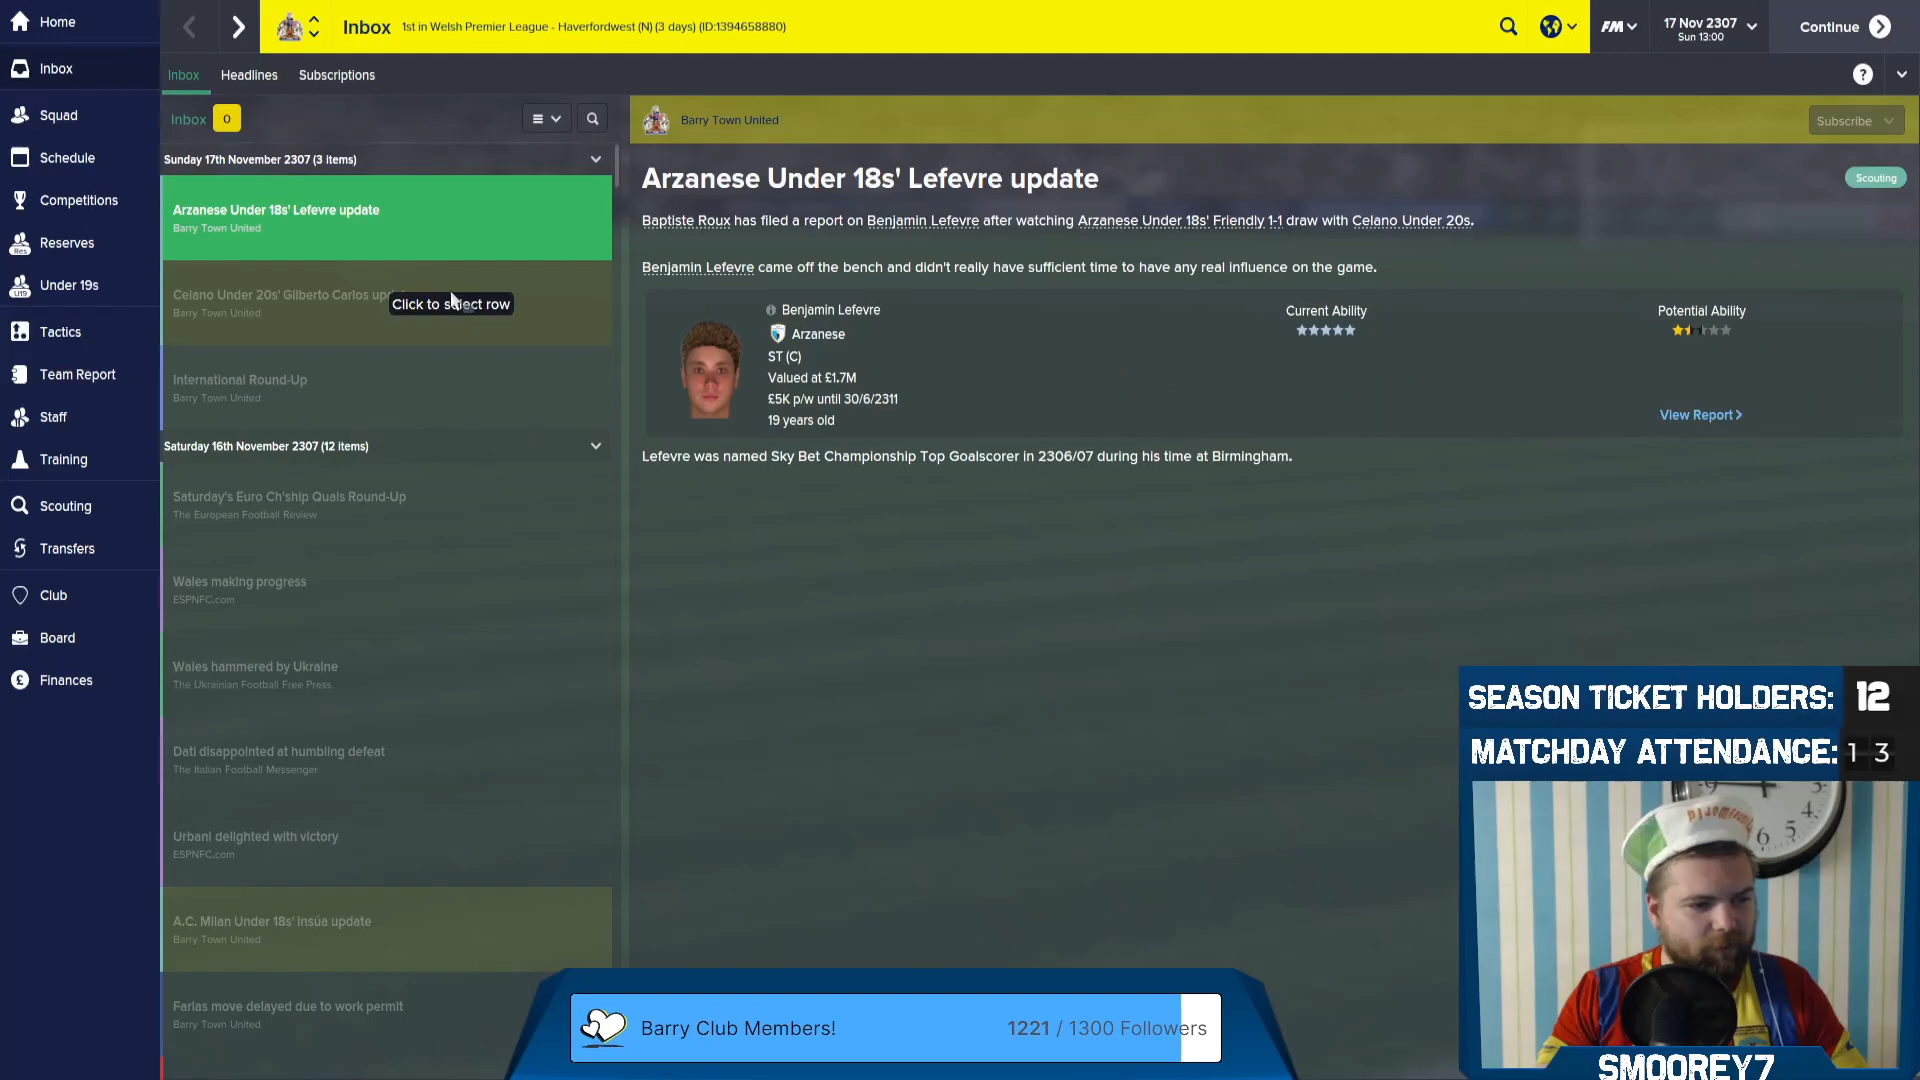 Home
Inbox
Squad
Schedule
Competitions
Reserves
Under 19s
Tactics
Team Report
Staff
Training
Scouting
Transfers
Club
Board
Finances
Inbox 1st in Welsh Premier League - Haverfordwest (N) (3 days) (ID:1394658880)
FM
17 Nov 2307
Sun 13:00
Continue
Inbox Headlines Subscriptions
Inbox 0
Sunday 17th November 2307 (3 items)
Arzanese Under 18s' Lefevre update
Barry Town United
Celano Under 20s' Gilberto Carlos
Barry Town United
Click to select row
International Round-Up
Barry Town United
Saturday 16th November 2307 (12 items)
Saturday's Euro Ch'ship Quals Round-Up
The European Football Review
Wales making progress
ESPNFC.com
Wales hammered by Ukraine
The Ukrainian Football Free Press
Dati disappointed at humbling defeat
The Italian Football Messenger
Urbani delighted with victory
ESPNFC.com
A.C. Milan Under 18s' Insúa update
Barry Town United
Farias move delayed due to work permit
Barry Town United
Barry Town United
Subscribe
Arzanese Under 18s' Lefevre update
Scouting
Baptiste Roux has filed a report on Benjamin Lefevre after watching Arzanese Under 18s' Friendly 1-1 draw with Celano Under 20s.
Benjamin Lefevre came off the bench and didn't really have sufficient time to have any real influence on the game.
Benjamin Lefevre
Arzanese
ST (C)
Valued at £1.7M
£5K p/w until 30/6/2311
19 years old
Current Ability
Potential Ability
View Report
Lefevre was named Sky Bet Championship Top Goalscorer in 2306/07 during his time at Birmingham.
SEASON TICKET HOLDERS: 12
MATCHDAY ATTENDANCE: 13
Barry Club Members! 1221 / 1300 Followers
SMOOREY7